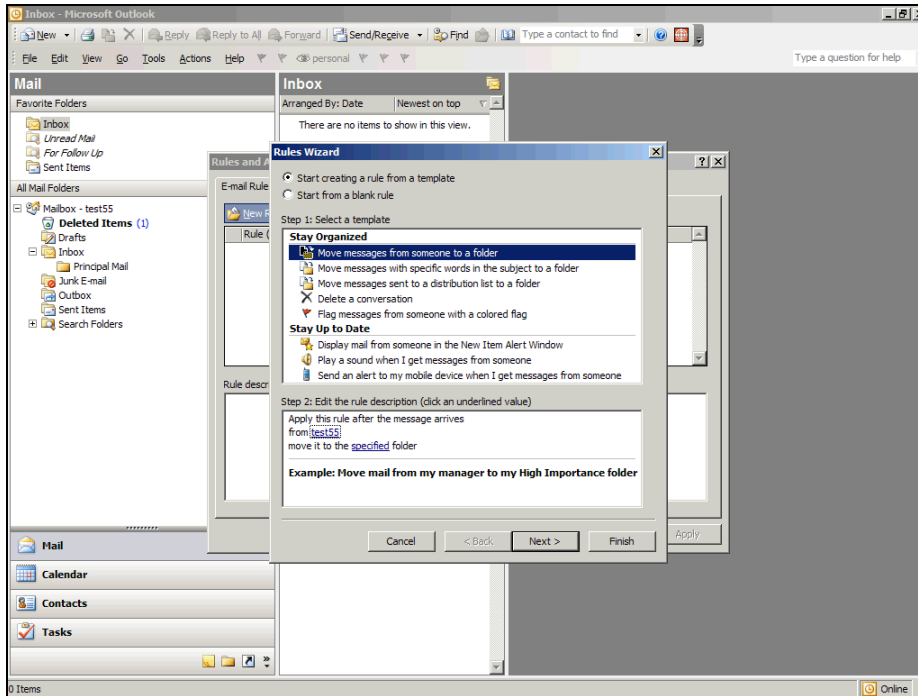 Inbox - Microsoft Outlook
New Reply Reply to All Forward Send/Receive Find Type a contact to find
File Edit View Go Tools Actions Help personal Type a question for help
Mail
Favorite Folders
Inbox
Unread Mail
For Follow Up
Sent Items
All Mail Folders
Mailbox - test55
Deleted Items (1)
Drafts
Inbox
Principal Mail
Junk E-mail
Outbox
Sent Items
Search Folders
Mail
Calendar
Contacts
Tasks
0 Items
Inbox
Arranged By: Date Newest on top
There are no items to show in this view.
Rules and A
E-mail Rule
New R
Rule (
Rule descr
Apply
Rules Wizard
Start creating a rule from a template
Start from a blank rule
Step 1: Select a template
Stay Organized
Move messages from someone to a folder
Move messages with specific words in the subject to a folder
Move messages sent to a distribution list to a folder
Delete a conversation
Flag messages from someone with a colored flag
Stay Up to Date
Display mail from someone in the New Item Alert Window
Play a sound when I get messages from someone
Send an alert to my mobile device when I get messages from someone
Step 2: Edit the rule description (click an underlined value)
Apply this rule after the message arrives
from test55
move it to the specified folder
Example: Move mail from my manager to my High Importance folder
Cancel < Back Next > Finish
Online